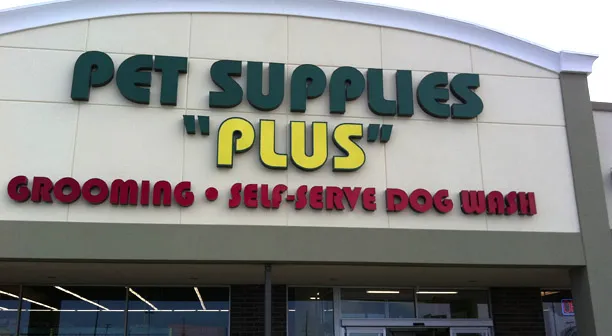 PET SUPPLIES
"PLUS"
GROOMING • SELF-SERVE DOG WASH